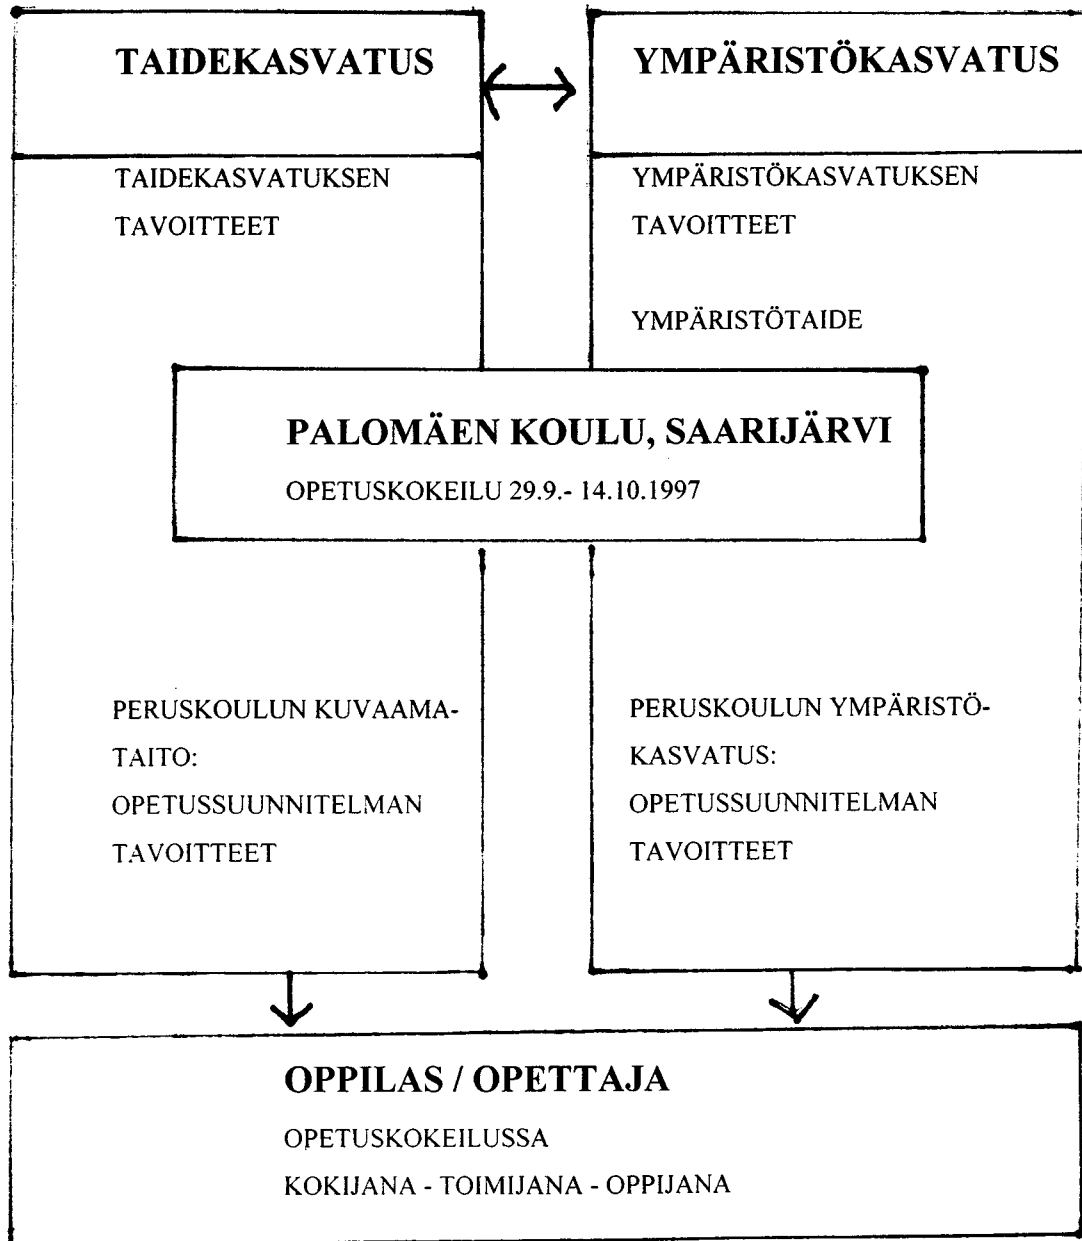 TAIDEKASVATUS
YMPÄRISTÖKASVATUS
TAIDEKASVATUKSEN
TAVOITTEET
YMPÄRISTÖKASVATUKSEN
TAVOITTEET
YMPÄRISTÖTAIDE
PALOMÄEN KOULU, SAARIJÄRVI
OPETUSKOKEILU 29.9.- 14.10.1997
PERUSKOULUN KUVAAMA-
TAITO:
OPETUSSUUNNITELMAN
TAVOITTEET
PERUSKOULUN YMPÄRISTÖ-
KASVATUS:
OPETUSSUUNNITELMAN
TAVOITTEET
OPPILAS / OPETTAJA
OPETUSKOKEILUSSA
KOKIJANA - TOIMIJANA - OPPIJANA